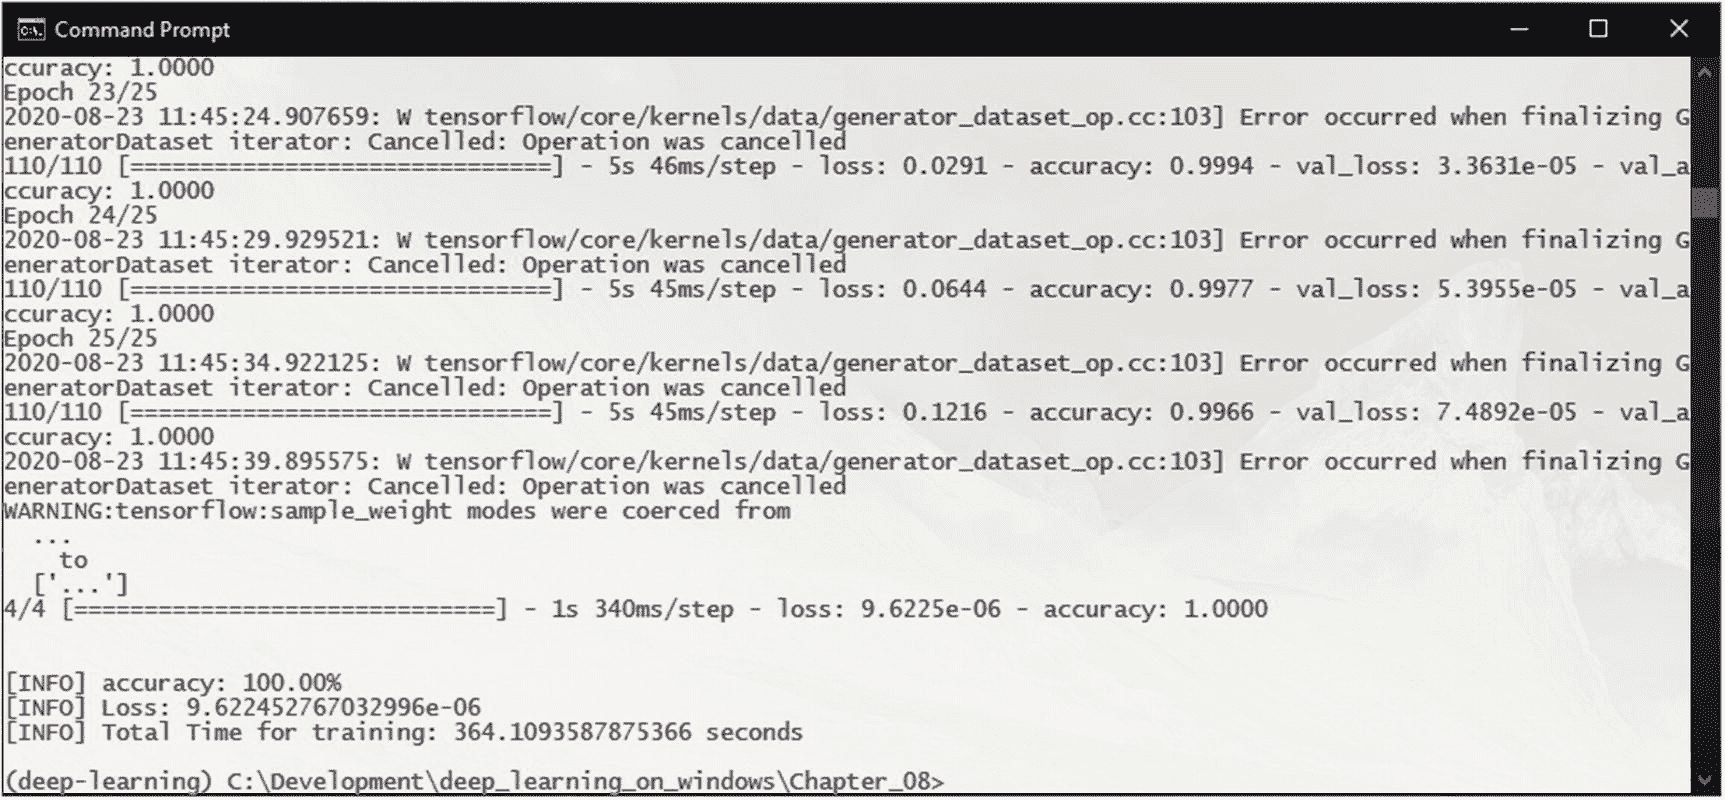 Command Prompt
ccuracy: 1.0000
Epoch 23/25
2020-08-23 11:45:24.907659: W tensorflow/core/kernels/data/generator_dataset_op.cc:103] Error occurred when finalizing G
eneratorDataset iterator: Cancelled: Operation was cancelled
110/110 [==============================] - 5s 46ms/step - loss: 0.0291 - accuracy: 0.9994 - val_loss: 3.3631e-05 - val_a
ccuracy: 1.0000
Epoch 24/25
2020-08-23 11:45:29.929521: W tensorflow/core/kernels/data/generator_dataset_op.cc:103] Error occurred when finalizing G
eneratorDataset iterator: Cancelled: Operation was cancelled
110/110 [==============================] - 5s 45ms/step - loss: 0.0644 - accuracy: 0.9977 - val_loss: 5.3955e-05 - val_a
ccuracy: 1.0000
Epoch 25/25
2020-08-23 11:45:34.922125: W tensorflow/core/kernels/data/generator_dataset_op.cc:103] Error occurred when finalizing G
eneratorDataset iterator: Cancelled: Operation was cancelled
110/110 [==============================] - 5s 45ms/step - loss: 0.1216 - accuracy: 0.9966 - val_loss: 7.4892e-05 - val_a
ccuracy: 1.0000
2020-08-23 11:45:39.895575: W tensorflow/core/kernels/data/generator_dataset_op.cc:103] Error occurred when finalizing G
eneratorDataset iterator: Cancelled: Operation was cancelled
WARNING:tensorflow:sample_weight modes were coerced from
  ...
    to
  ['...']
4/4 [==============================] - 1s 340ms/step - loss: 9.6225e-06 - accuracy: 1.0000
[INFO] accuracy: 100.00%
[INFO] Loss: 9.622452767032996e-06
[INFO] Total Time for training: 364.1093587875366 seconds
(deep-learning) C:\Development\deep_learning_on_windows\Chapter_08>